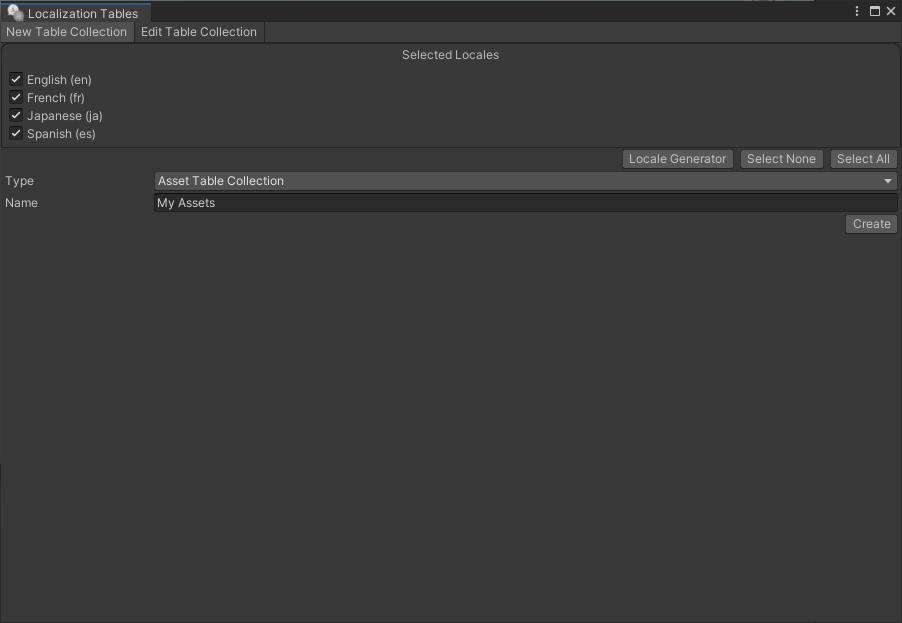 Localization Tables
New Table Collection Edit Table Collection
Selected Locales
English (en)
French (fr)
Japanese (ja)
Spanish (es)
Locale Generator Select None Select All
Type Asset Table Collection
Name My Assets
Create